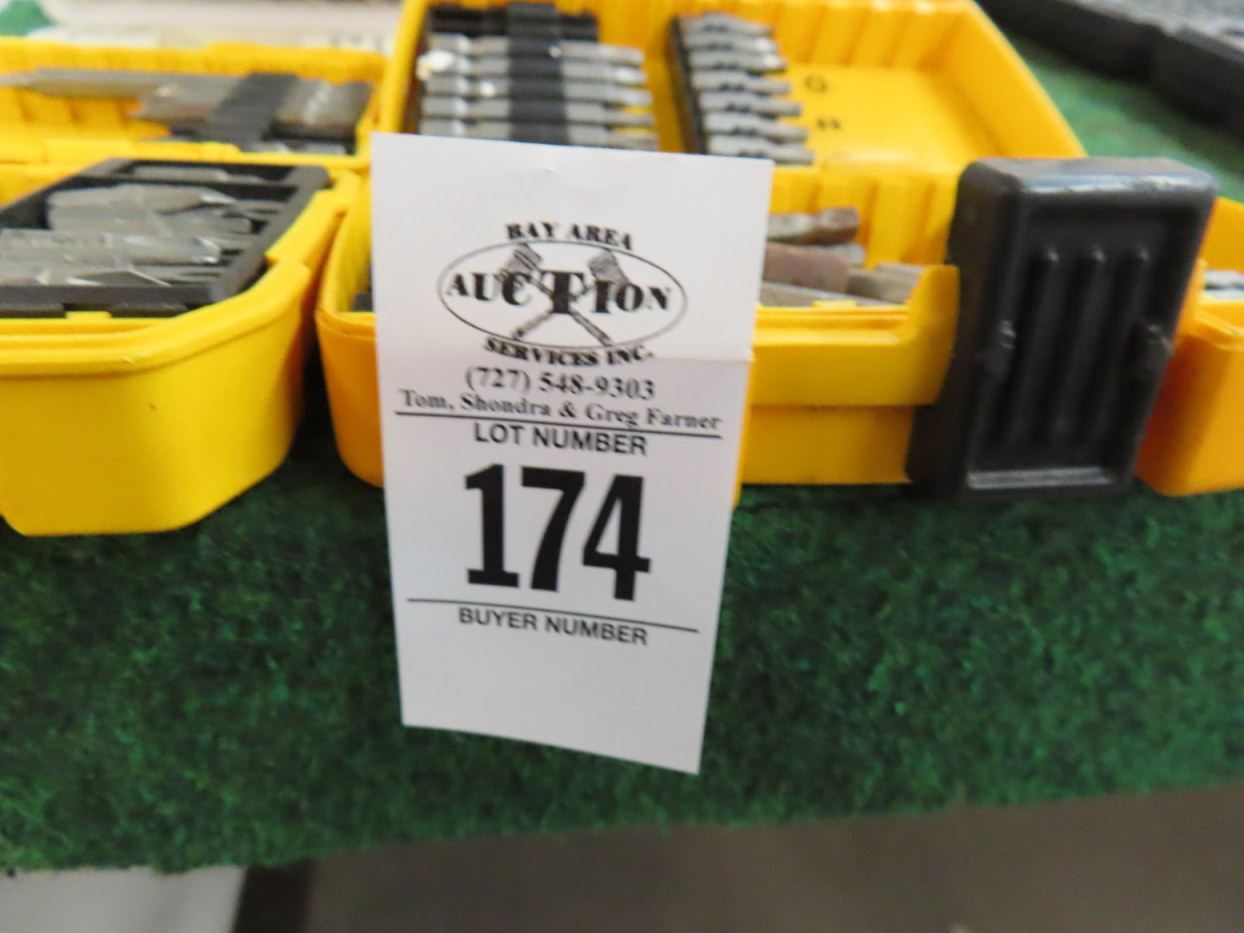 BAY AREA
AUCTION
SERVICES INC.
(727) 548-9303
Tom, Shondra & Greg Farner
LOT NUMBER
174
BUYER NUMBER